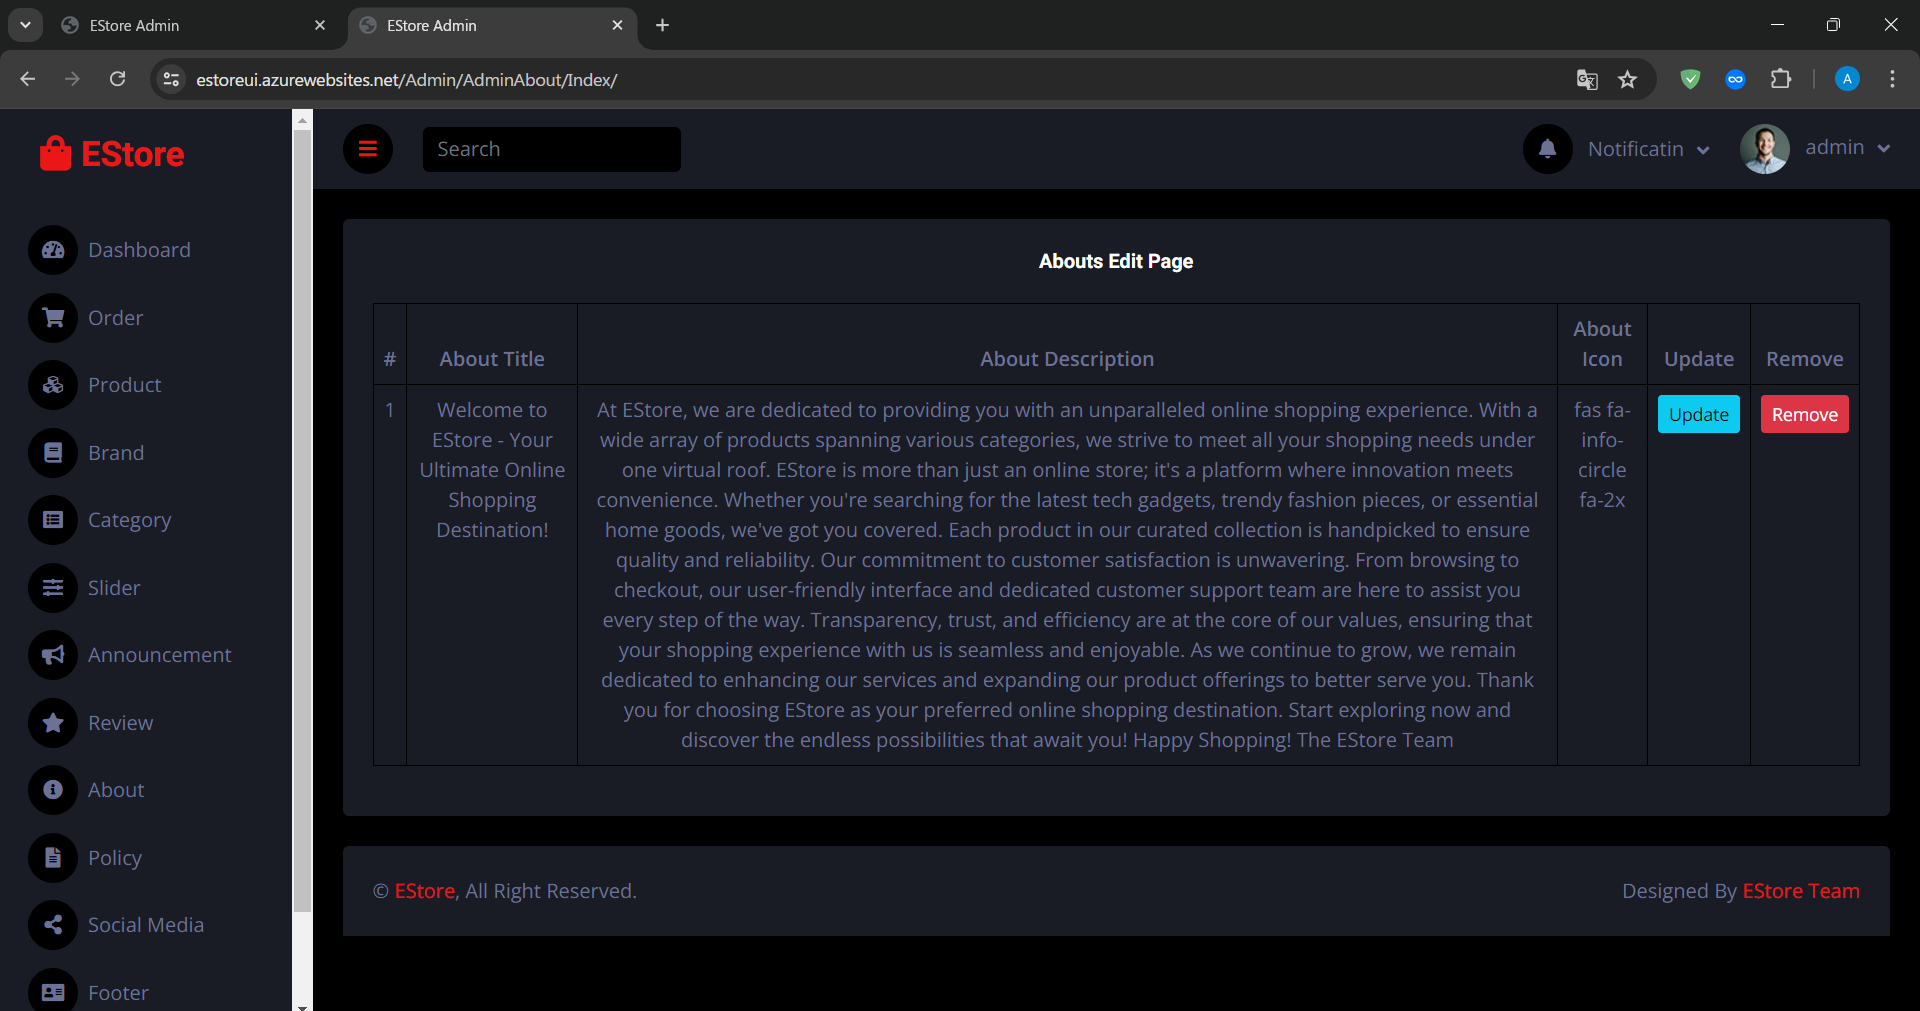 EStore Admin
EStore Admin
estoreui.azurewebsites.net/Admin/AdminAbout/Index/
A
EStore
Search
Notificatin
admin
Dashboard
Order
Product
Brand
Category
Slider
Announcement
Review
About
Policy
Social Media
Footer
Abouts Edit Page
# About Title About Description About Icon Update Remove
1
Welcome to
EStore - Your
Ultimate Online
Shopping
Destination!
At EStore, we are dedicated to providing you with an unparalleled online shopping experience. With a
wide array of products spanning various categories, we strive to meet all your shopping needs under
one virtual roof. EStore is more than just an online store; it's a platform where innovation meets
convenience. Whether you're searching for the latest tech gadgets, trendy fashion pieces, or essential
home goods, we've got you covered. Each product in our curated collection is handpicked to ensure
quality and reliability. Our commitment to customer satisfaction is unwavering. From browsing to
checkout, our user-friendly interface and dedicated customer support team are here to assist you
every step of the way. Transparency, trust, and efficiency are at the core of our values, ensuring that
your shopping experience with us is seamless and enjoyable. As we continue to grow, we remain
dedicated to enhancing our services and expanding our product offerings to better serve you. Thank
you for choosing EStore as your preferred online shopping destination. Start exploring now and
discover the endless possibilities that await you! Happy Shopping! The EStore Team
fas fa-
info-
circle
fa-2x
Update
Remove
© EStore, All Right Reserved.
Designed By EStore Team